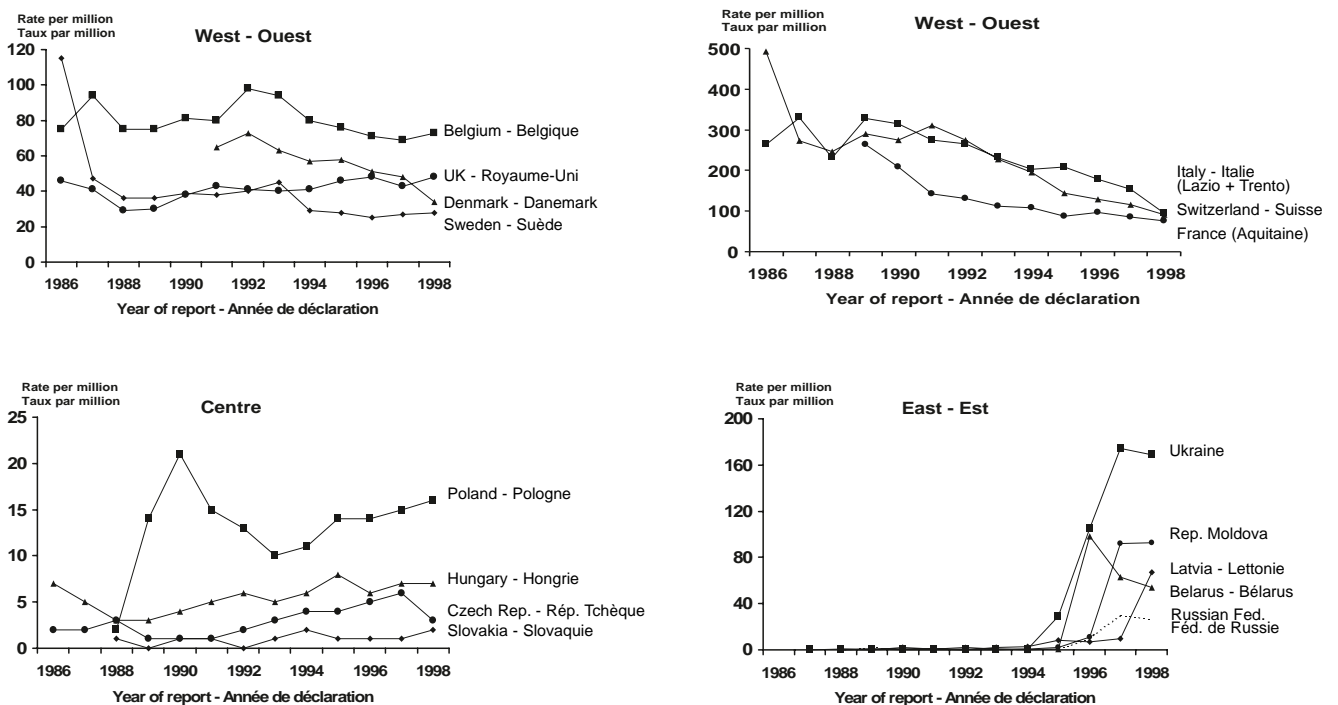 Rate per million
Taux par million
West - Ouest
120
100
80
60
40
20
0
Belgium - Belgique
UK - Royaume-Uni
Denmark - Danemark
Sweden - Suède
1986 1988 1990 1992 1994 1996 1998
Year of report - Année de déclaration
Rate per million
Taux par million
West - Ouest
500
400
300
200
100
0
Italy - Italie
(Lazio + Trento)
Switzerland - Suisse
France (Aquitaine)
1986 1988 1990 1992 1994 1996 1998
Year of report - Année de déclaration
Rate per million
Taux par million
Centre
25
20
15
10
5
0
Poland - Pologne
Hungary - Hongrie
Czech Rep. - Rép. Tchèque
Slovakia - Slovaquie
1986 1988 1990 1992 1994 1996 1998
Year of report - Année de déclaration
Rate per million
Taux par million
East - Est
200
160
120
80
40
0
Ukraine
Rep. Moldova
Latvia - Lettonie
Belarus - Bélarus
Russian Fed.
Féd. de Russie
1986 1988 1990 1992 1994 1996 1998
Year of report - Année de déclaration